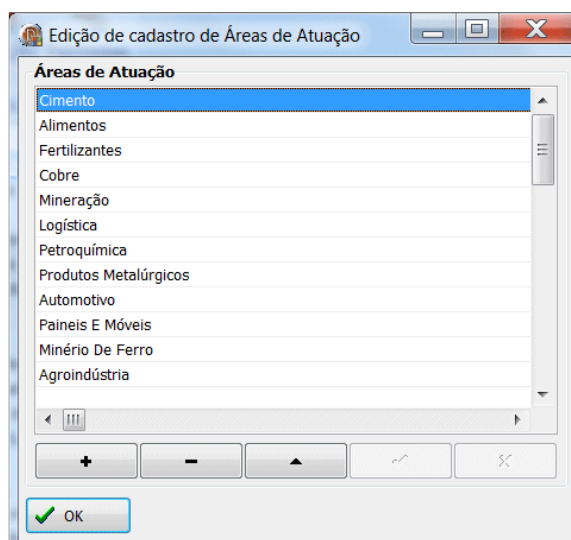 Edição de cadastro de Áreas de Atuação
Áreas de Atuação
Cimento
Alimentos
Fertilizantes
Cobre
Mineração
Logística
Petroquímica
Produtos Metalúrgicos
Automotivo
Paineis E Móveis
Minério De Ferro
Agroindústria
OK